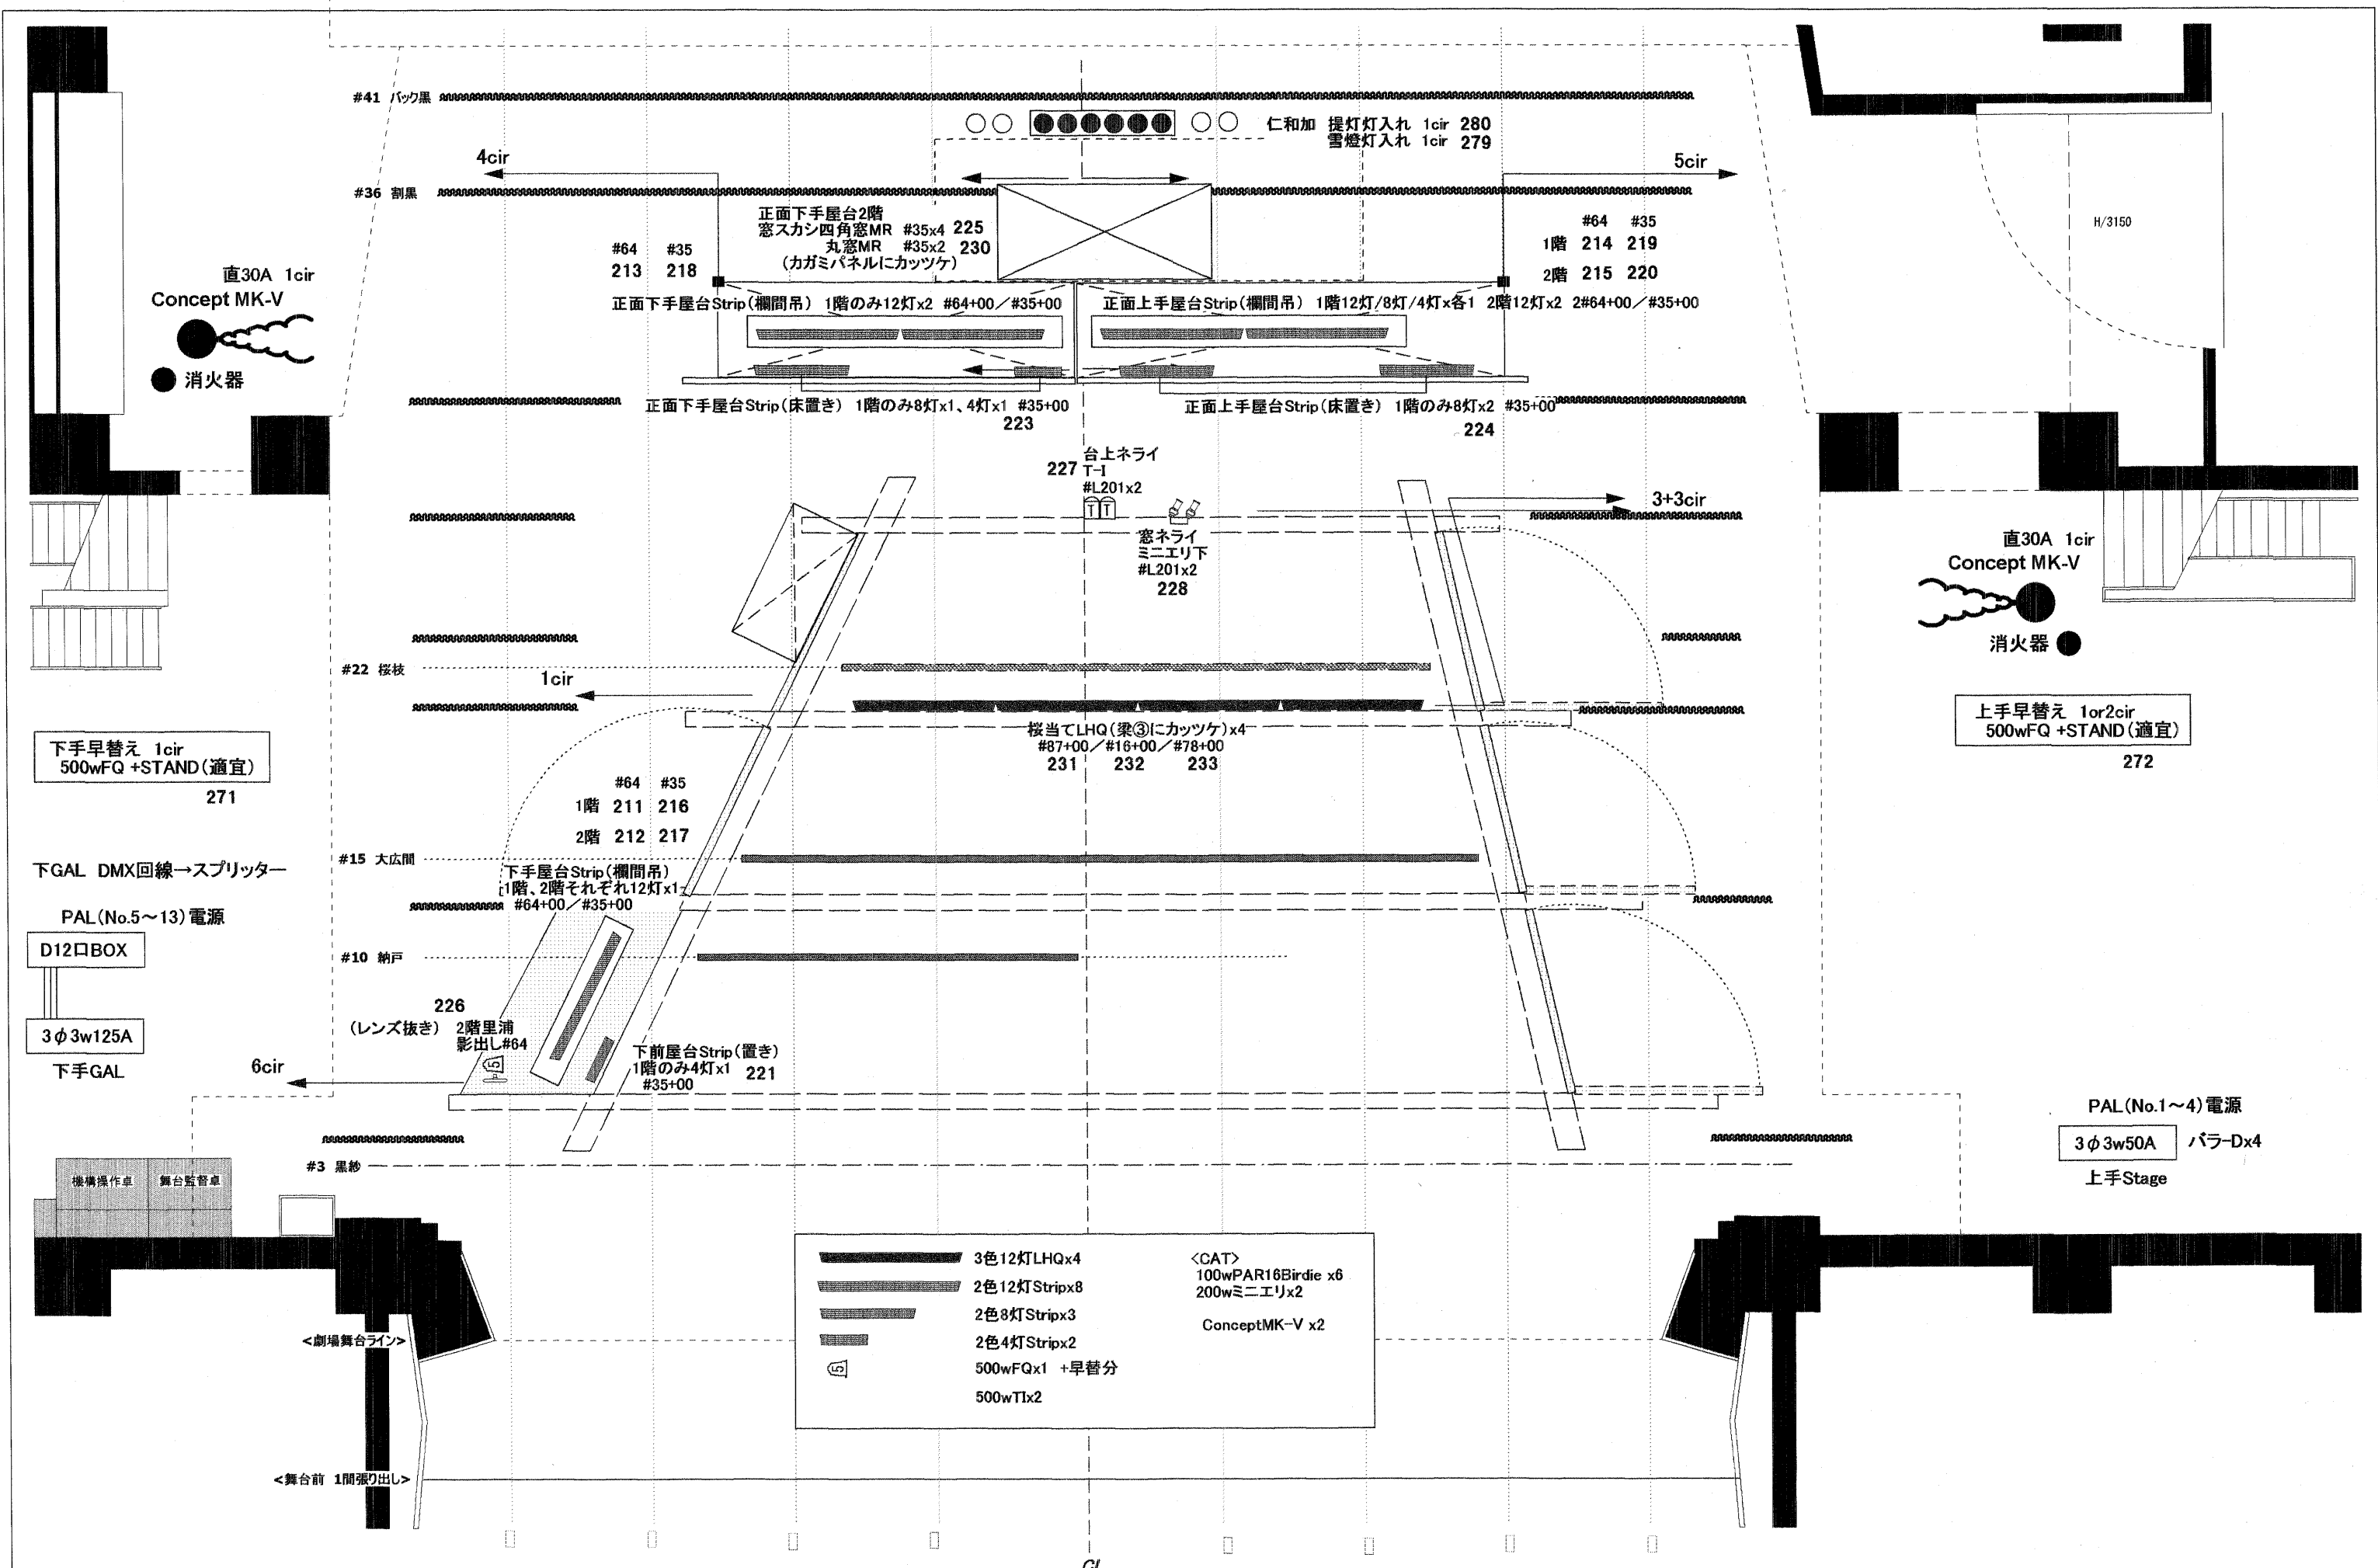 #41 バック黒
仁和加 提灯灯入れ 1cir 280
雪燈灯入れ 1cir 279
4cir
5cir
#36 割黒
正面下手屋台2階
窓スカシ四角窓MR #35x4 225
丸窓MR #35x2 230
(カガミパネルにカッツケ)
#64 #35
213 218
#64 #35
1階 214 219
2階 215 220
H/3150
直30A 1cir
Concept MK-V
消火器
正面下手屋台Strip(欄間吊) 1階のみ12灯x2 #64+00/#35+00
正面上手屋台Strip(欄間吊) 1階12灯/8灯/4灯x各1 2階12灯x2 2#64+00/#35+00
正面下手屋台Strip(床置き) 1階のみ8灯x1、4灯x1 #35+00
223
正面上手屋台Strip(床置き) 1階のみ8灯x2 #35+00
224
台上ネライ
227 T-I
#L201x2
T T
3+3cir
窓ネライ
ミニエリ下
#L201x2
228
直30A 1cir
Concept MK-V
消火器
#22 桜枝
1cir
桜当てLHQ(梁③にカッツケ)x4
#87+00/#16+00/#78+00
231 232 233
下手早替え 1cir
500wFQ +STAND(適宜)
271
上手早替え 1or2cir
500wFQ +STAND(適宜)
272
#64 #35
1階 211 216
2階 212 217
#15 大広間
下GAL DMX回線→スプリッター
下手屋台Strip(欄間吊)
1階、2階それぞれ12灯x1
#64+00/#35+00
PAL(No.5~13)電源
D12口BOX
3φ3w125A
下手GAL
#10 納戸
226
(レンズ抜き) 2階里浦
影出し#64
5
6cir
下前屋台Strip(置き)
1階のみ4灯x1 221
#35+00
PAL(No.1~4)電源
3φ3w50A バラ-Dx4
上手Stage
#3 黒紗
機構操作卓 舞台監督卓
3色12灯LHQx4
2色12灯Stripx8
2色8灯Stripx3
2色4灯Stripx2
5 500wFQx1 +早替分
500wTIx2
<CAT>
100wPAR16Birdie x6
200wミニエリx2
ConceptMK-V x2
<劇場舞台ライン>
<舞台前 1間張り出し>
CL